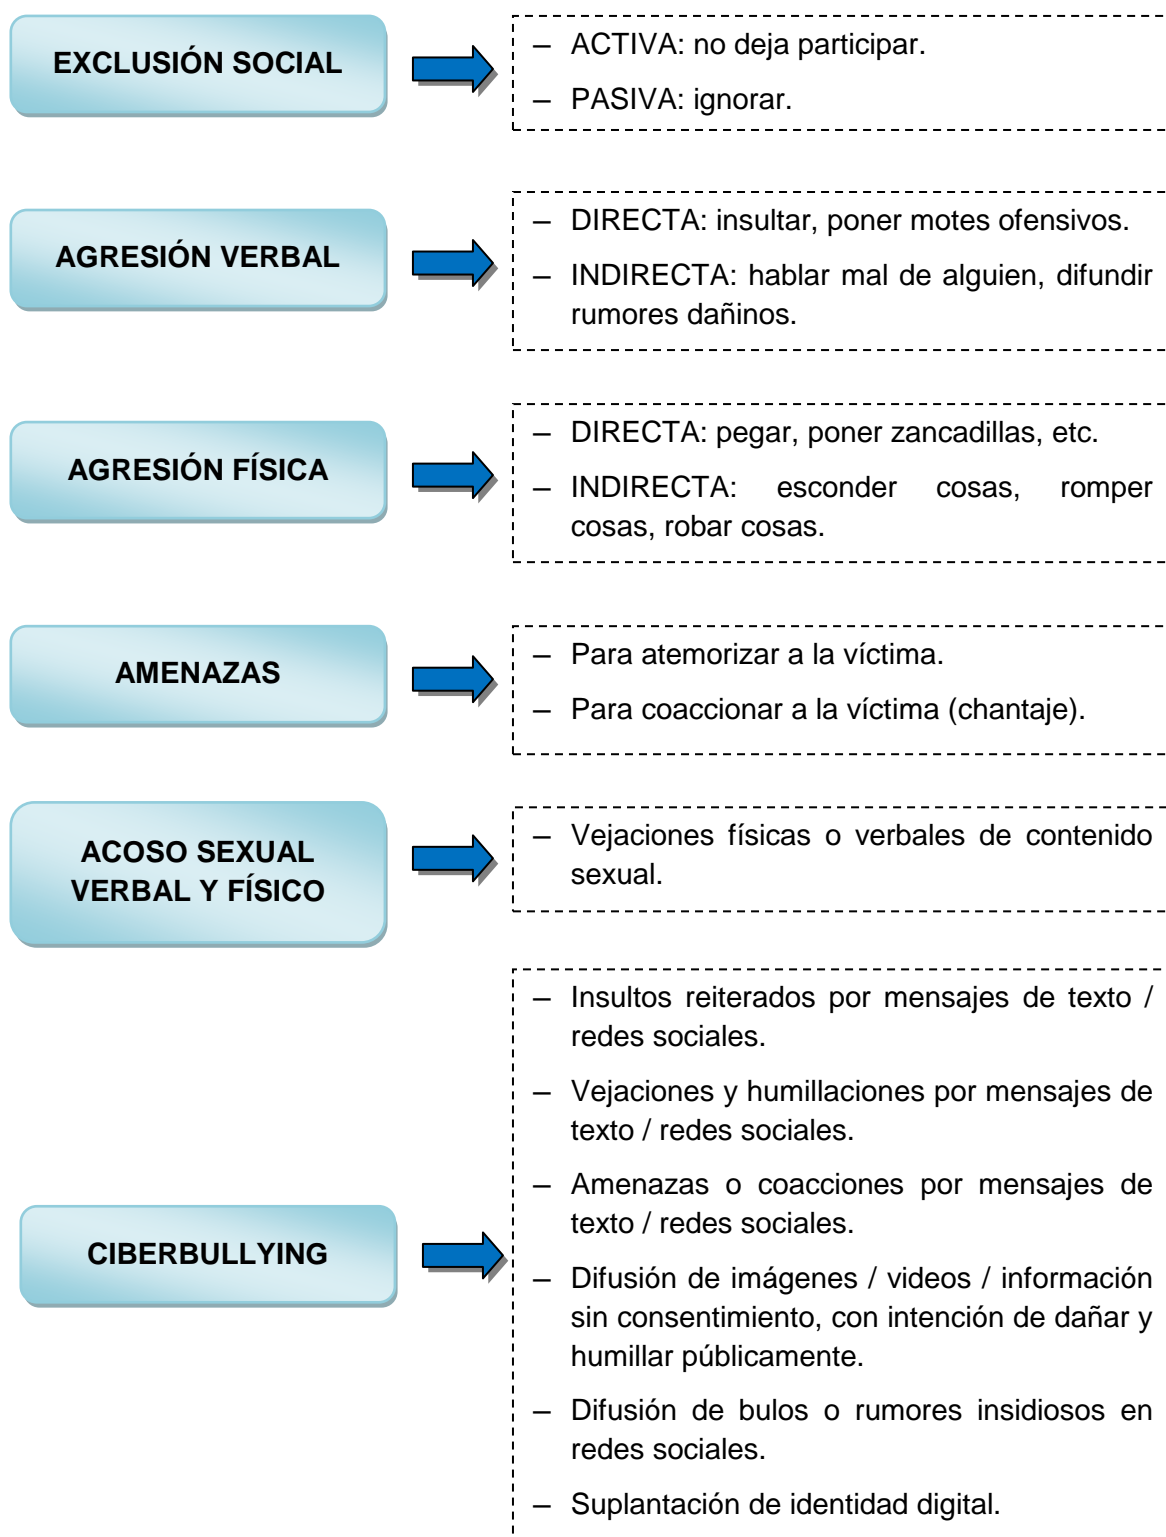 EXCLUSIÓN SOCIAL
– ACTIVA: no deja participar.
– PASIVA: ignorar.
AGRESIÓN VERBAL
– DIRECTA: insultar, poner motes ofensivos.
– INDIRECTA: hablar mal de alguien, difundir
rumores dañinos.
AGRESIÓN FÍSICA
– DIRECTA: pegar, poner zancadillas, etc.
– INDIRECTA: esconder cosas, romper
cosas, robar cosas.
AMENAZAS
– Para atemorizar a la víctima.
– Para coaccionar a la víctima (chantaje).
ACOSO SEXUAL
VERBAL Y FÍSICO
– Vejaciones físicas o verbales de contenido
sexual.
CIBERBULLYING
– Insultos reiterados por mensajes de texto /
redes sociales.
– Vejaciones y humillaciones por mensajes de
texto / redes sociales.
– Amenazas o coacciones por mensajes de
texto / redes sociales.
– Difusión de imágenes / videos / información
sin consentimiento, con intención de dañar y
humillar públicamente.
– Difusión de bulos o rumores insidiosos en
redes sociales.
– Suplantación de identidad digital.